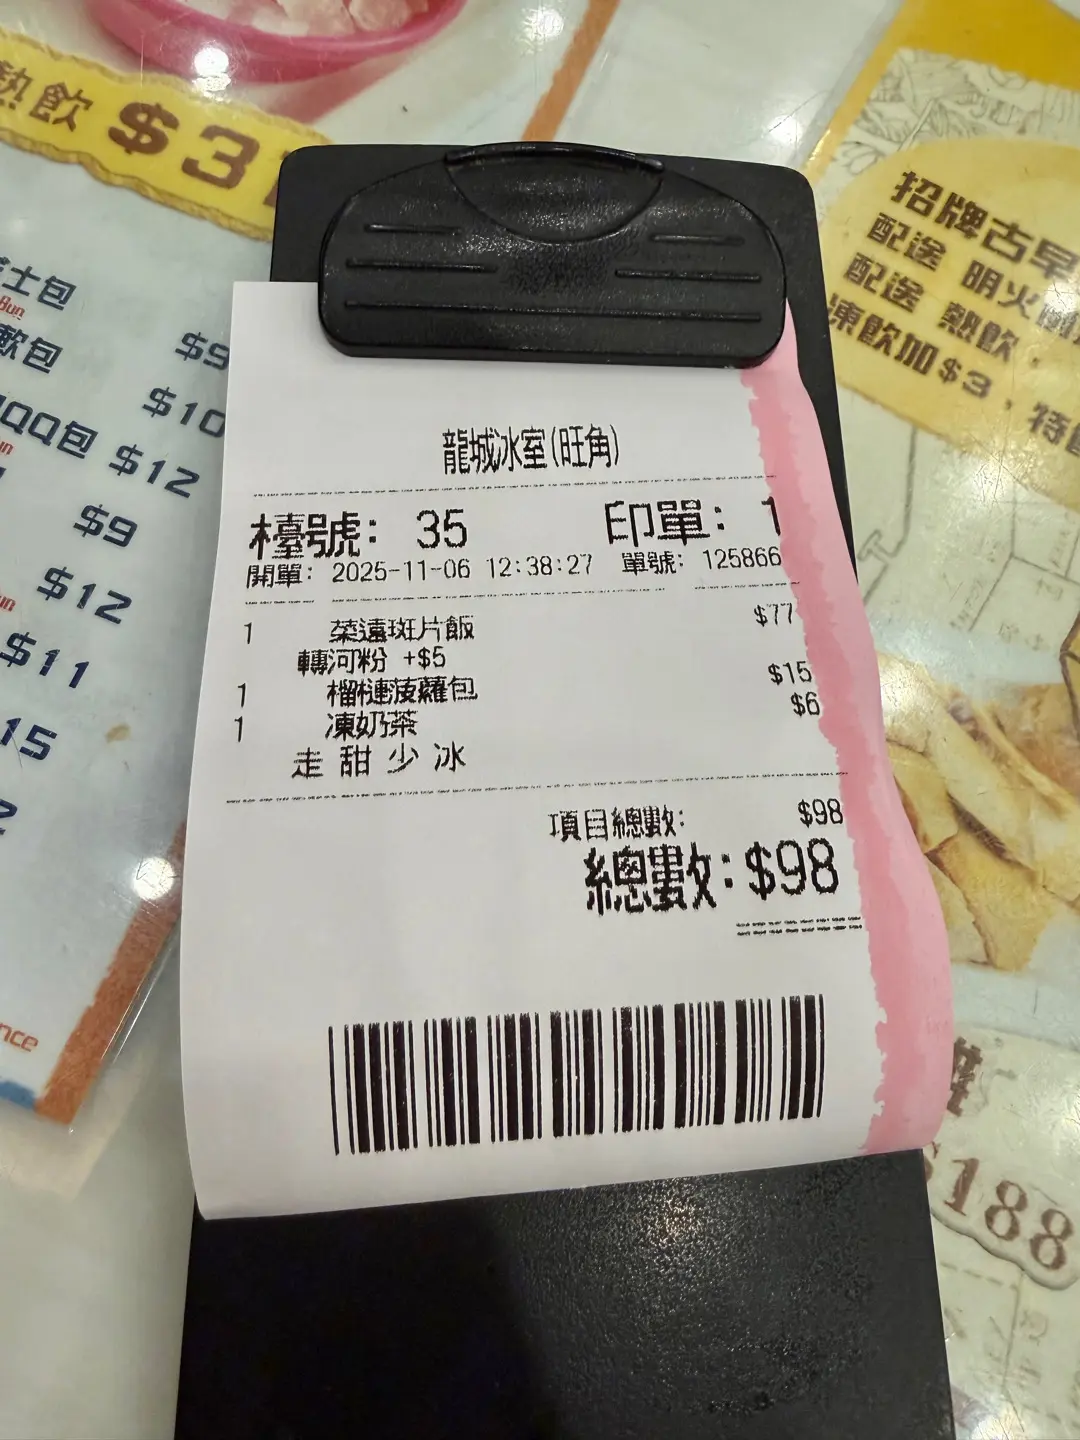 熱飲 $3
士包
Bun
軟包 $9
$10
QQ包 $12
$9
$12
$11
15
nce
招牌古早
配送 明火
配送 熱飲，
凍飲加$3，特
龍城冰室(旺角)
檯號: 35 印單: 1
開單: 2025-11-06 12:38:27 單號: 125866
1 榮遠斑片飯 $77
轉河粉 +$5
1 榴槤菠蘿包 $15
1 凍奶茶 $6
走 甜 少 冰
項目總數: $98
總數: $98
$188